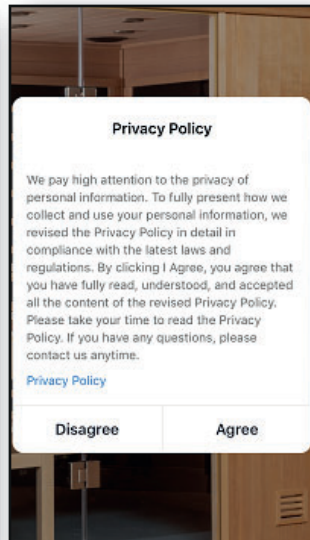 Privacy Policy
We pay high attention to the privacy of
personal information. To fully present how we
collect and use your personal information, we
revised the Privacy Policy in detail in
compliance with the latest laws and
regulations. By clicking I Agree, you agree that
you have fully read, understood, and accepted
all the content of the revised Privacy Policy.
Please take your time to read the Privacy
Policy. If you have any questions, please
contact us anytime.
Privacy Policy
Disagree Agree